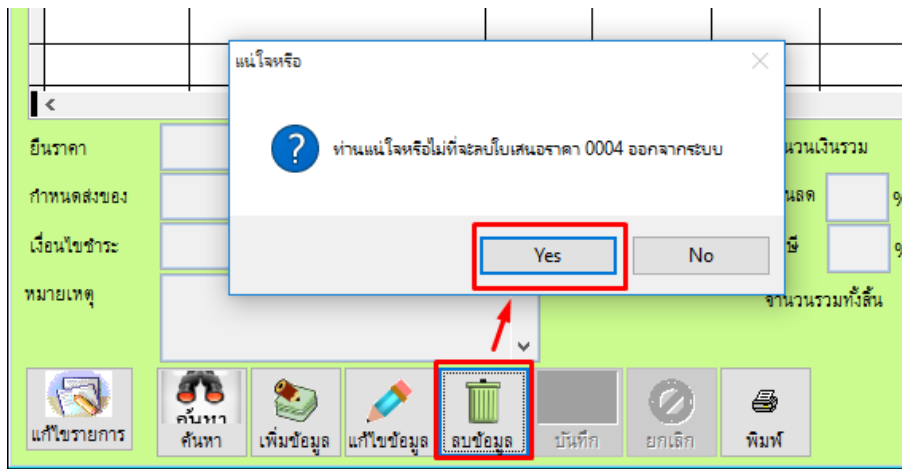 แน่ใจหรือ
ท่านแน่ใจหรือไม่ที่จะลบใบเสนอราคา 0004 ออกจากระบบ
Yes
No
ยืนราคา
นวนเงินรวม
กำหนดส่งของ
นลด
%
เงื่อนไขชำระ
ษี
%
หมายเหตุ
จำนวนรวมทั้งสิ้น
ค้นหา
แก้ไขรายการ
ค้นหา
เพิ่มข้อมูล
แก้ไขข้อมูล
ลบข้อมูล
บันทึก
ยกเลิก
พิมพ์